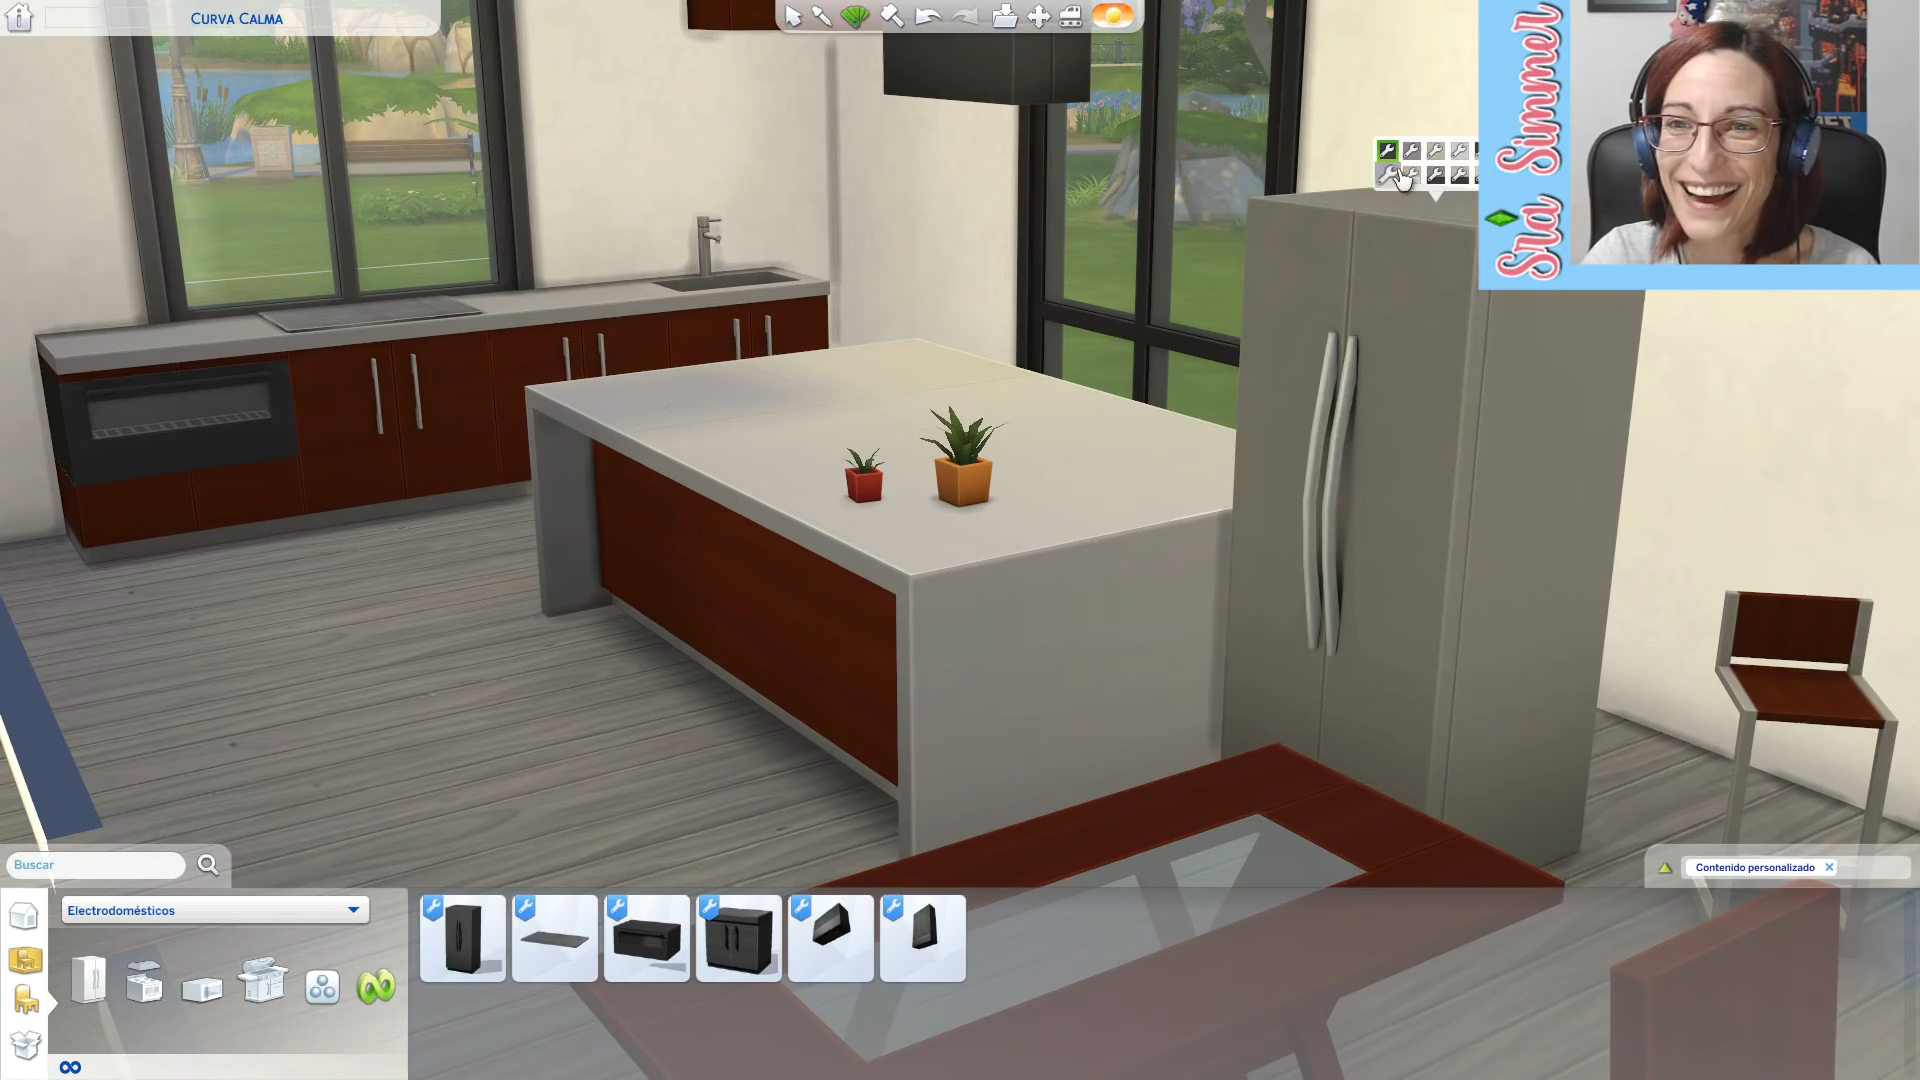 CURVA CALMA
Sra Simmer
Buscar
Contenido personalizado
Electrodomésticos